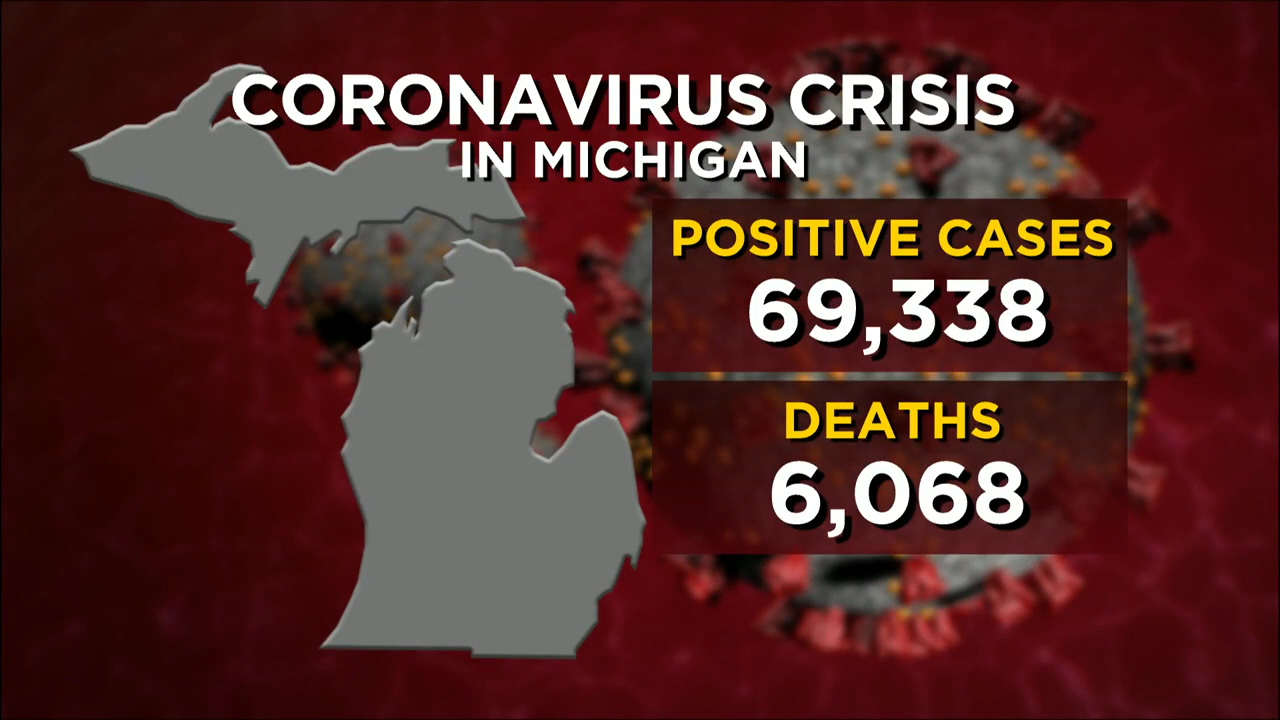 CORONAVIRUS CRISIS
IN MICHIGAN
POSITIVE CASES
69,338
DEATHS
6,068